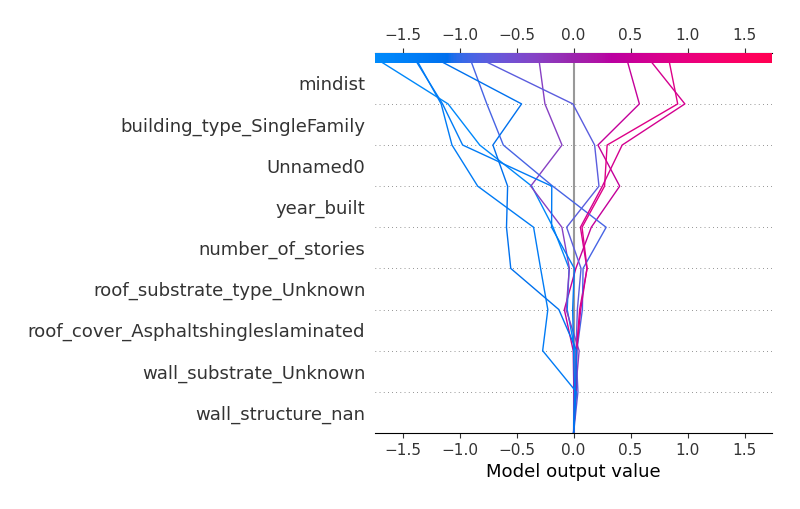 −1.5 −1.0 −0.5 0.0 0.5 1.0 1.5
mindist
building_type_SingleFamily
Unnamed0
year_built
number_of_stories
roof_substrate_type_Unknown
roof_cover_Asphaltshingleslaminated
wall_substrate_Unknown
wall_structure_nan
−1.5 −1.0 −0.5 0.0 0.5 1.0 1.5
Model output value